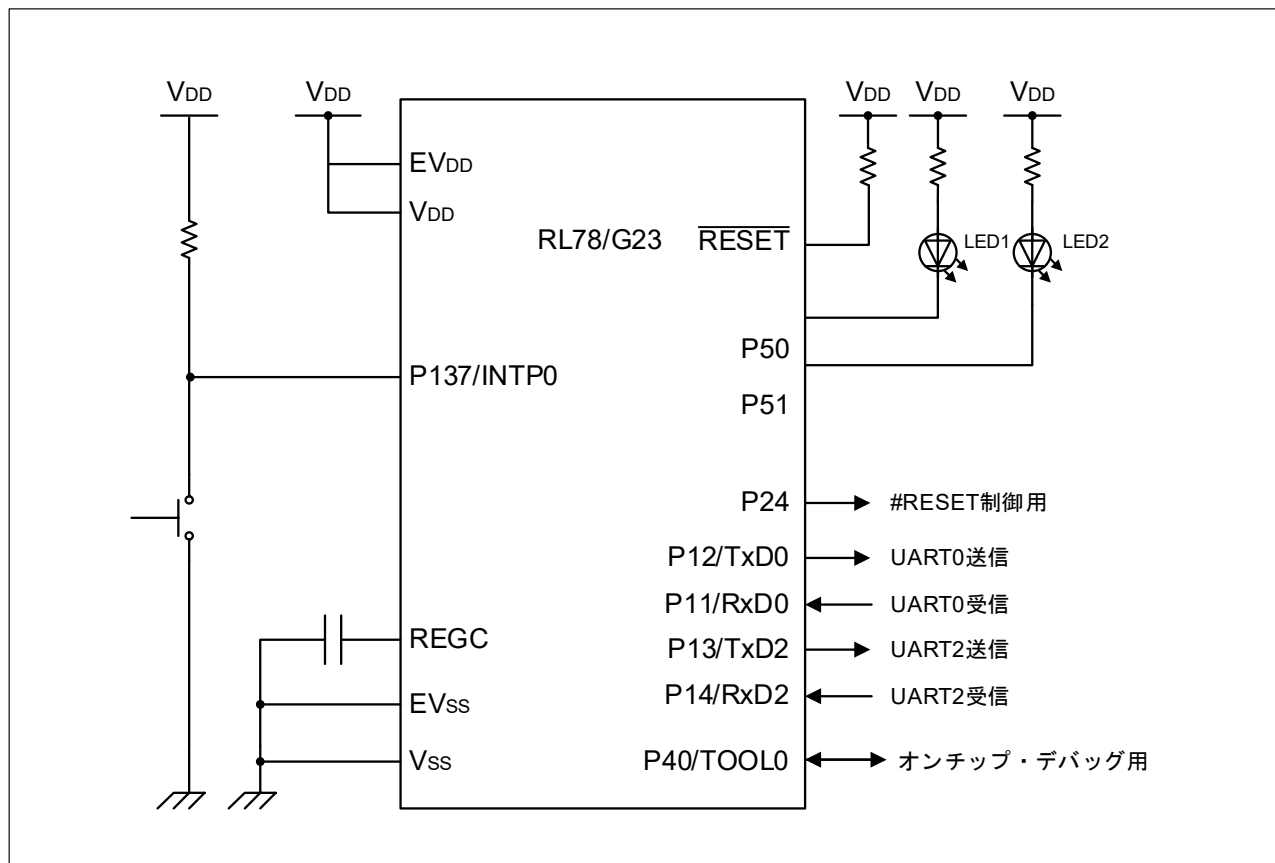 VDD
VDD
VDD
VDD
VDD
EVDD
VDD
RL78/G23
RESET
LED1
LED2
P50
P137/INTP0
P51
P24
#RESET制御用
P12/TxD0
UART0送信
P11/RxD0
UART0受信
REGC
P13/TxD2
UART2送信
P14/RxD2
UART2受信
EVSS
VSS
P40/TOOL0
オンチップ・デバッグ用